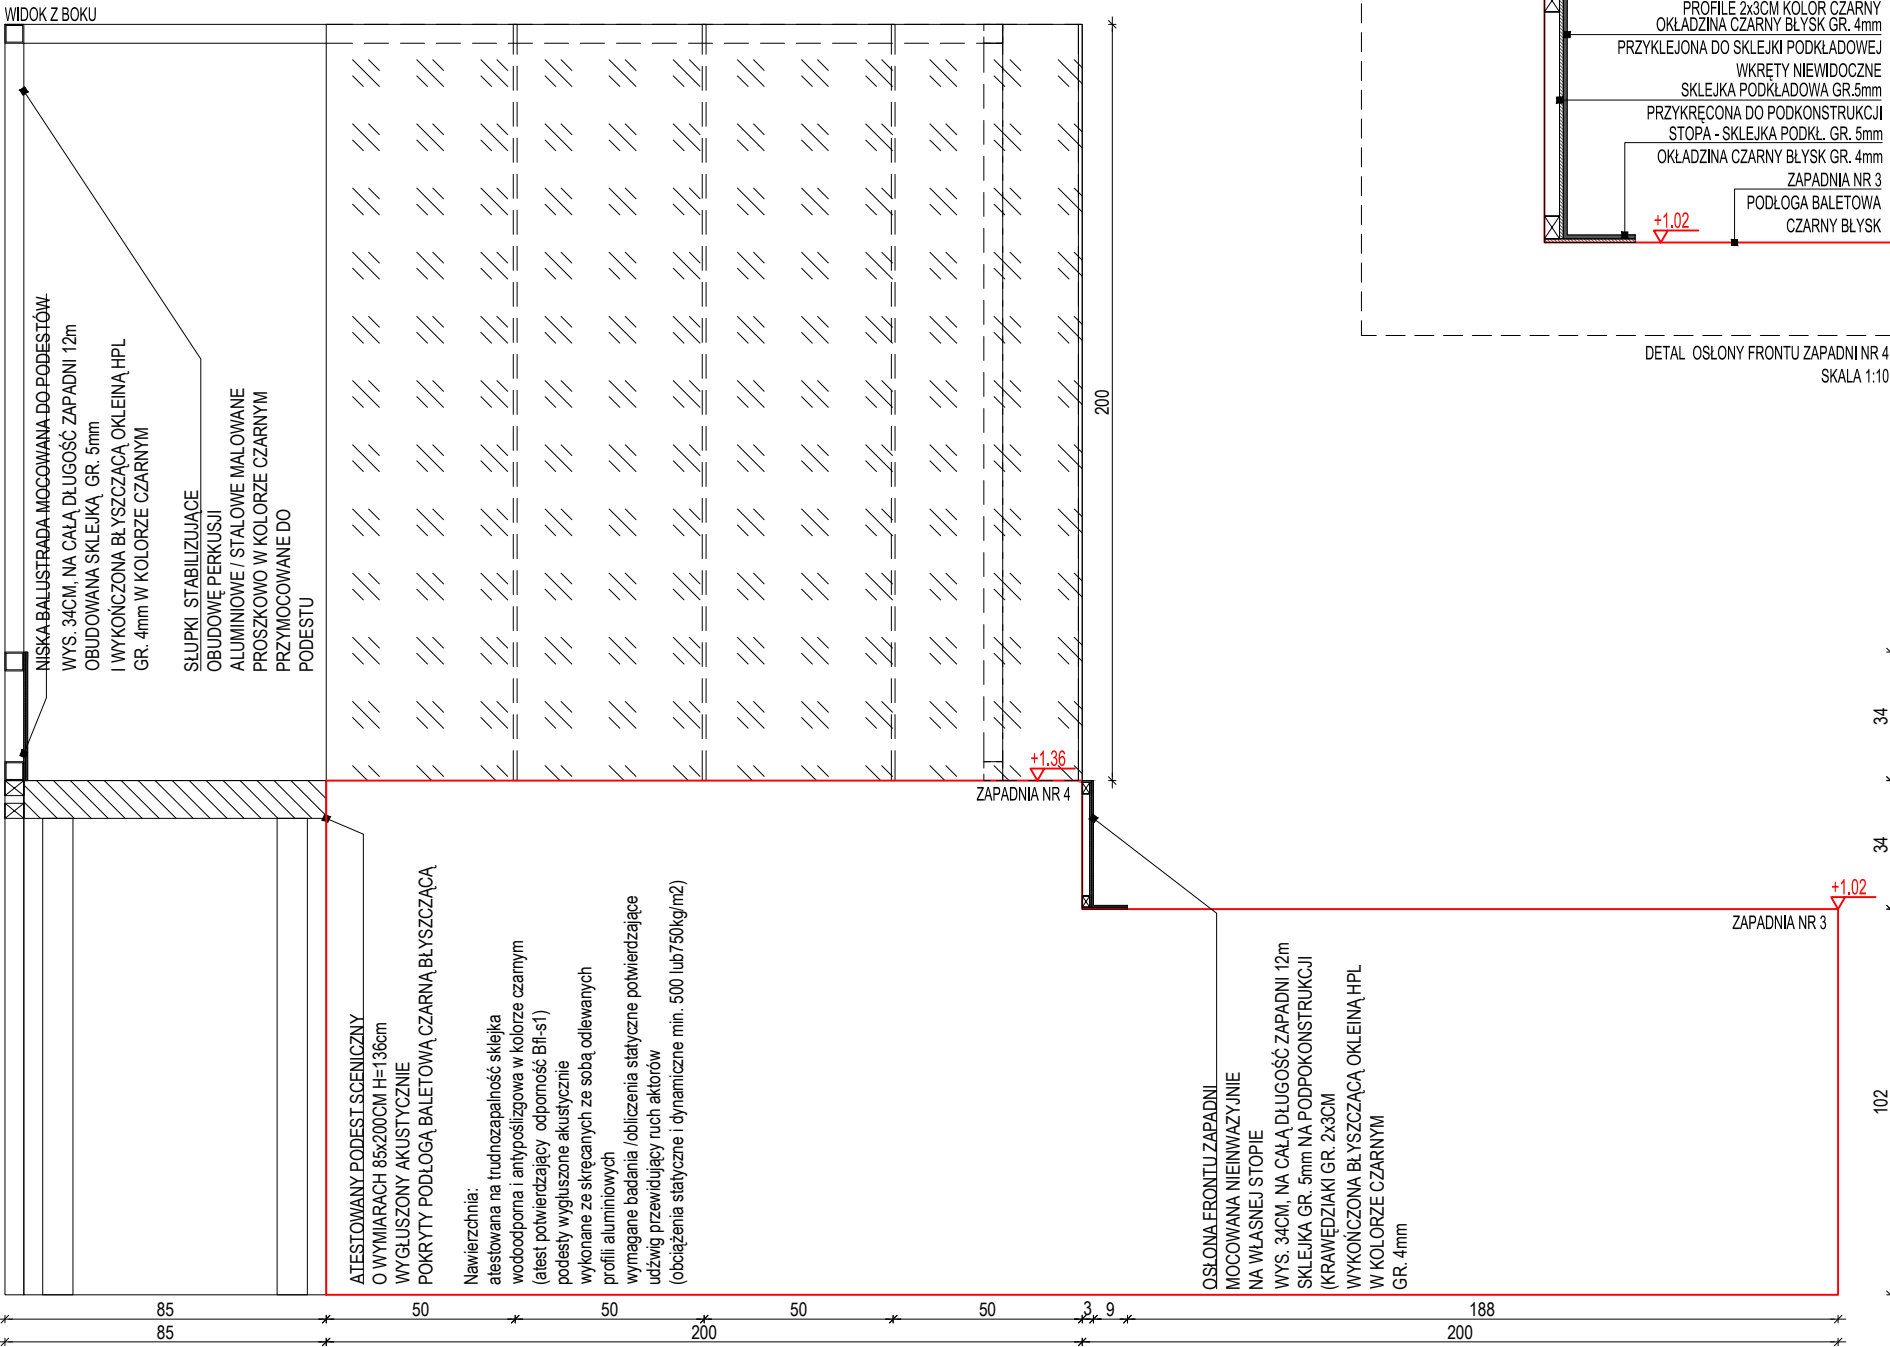 WIDOK Z BOKU
PROFILE 2x3CM KOLOR CZARNY
OKŁADZINA CZARNY BŁYSK GR. 4mm
PRZYKLEJONA DO SKLEJKI PODKŁADOWEJ
WKRĘTY NIEWIDOCZNE
SKLEJKA PODKŁADOWA GR.5mm
PRZYKRĘCONA DO PODKONSTRUKCJI
STOPA - SKLEJKA PODKŁ. GR. 5mm
OKŁADZINA CZARNY BŁYSK GR. 4mm
ZAPADNIA NR 3
PODŁOGA BALETOWA
CZARNY BŁYSK
+1.02
DETAL OSŁONY FRONTU ZAPADNI NR 4
SKALA 1:10
NISKA BALUSTRADA MOCOWANA DO PODESTÓW
WYS. 34CM, NA CAŁĄ DŁUGOŚĆ ZAPADNI 12m
OBUDOWANA SKLEJKĄ GR. 5mm
I WYKOŃCZONA BŁYSZCZĄCĄ OKLEINĄ HPL
GR. 4mm W KOLORZE CZARNYM
SŁUPKI STABILIZUJĄCE
OBUDOWĘ PERKUSJI
ALUMINIOWE / STALOWE MALOWANE
PROSZKOWO W KOLORZE CZARNYM
PRZYMOCOWANE DO
PODESTU
200
34
34
102
+1.36
ZAPADNIA NR 4
+1.02
ZAPADNIA NR 3
ATESTOWANY PODEST SCENICZNY
O WYMIARACH 85x200CM H=136cm
WYGŁUSZONY AKUSTYCZNIE
POKRYTY PODŁOGĄ BALETOWĄ CZARNĄ BŁYSZCZĄCĄ
Nawierzchnia:
atestowana na trudnozapalność sklejka
wodoodporna i antypoślizgowa w kolorze czarnym
(atest potwierdzający odporność Bfl-s1)
podesty wygłuszone akustycznie
wykonane ze skręcanych ze sobą odlewanych
profili aluminiowych
wymagane badania /obliczenia statyczne potwierdzające
udźwig przewidujący ruch aktorów
(obciążenia statyczne i dynamiczne min. 500 lub750kg/m2)
OSŁONA FRONTU ZAPADNI
MOCOWANA NIEINWAZYJNIE
NA WŁASNEJ STOPIE
WYS. 34CM, NA CAŁĄ DŁUGOŚĆ ZAPADNI 12m
SKLEJKA GR. 5mm NA PODPOKONSTRUKCJI
(KRAWĘDZIAKI GR. 2x3CM
WYKOŃCZONA BŁYSZCZĄCĄ OKLEINĄ HPL
W KOLORZE CZARNYM
GR. 4mm
85 50 50 50 50 3 9 188
85 200 200